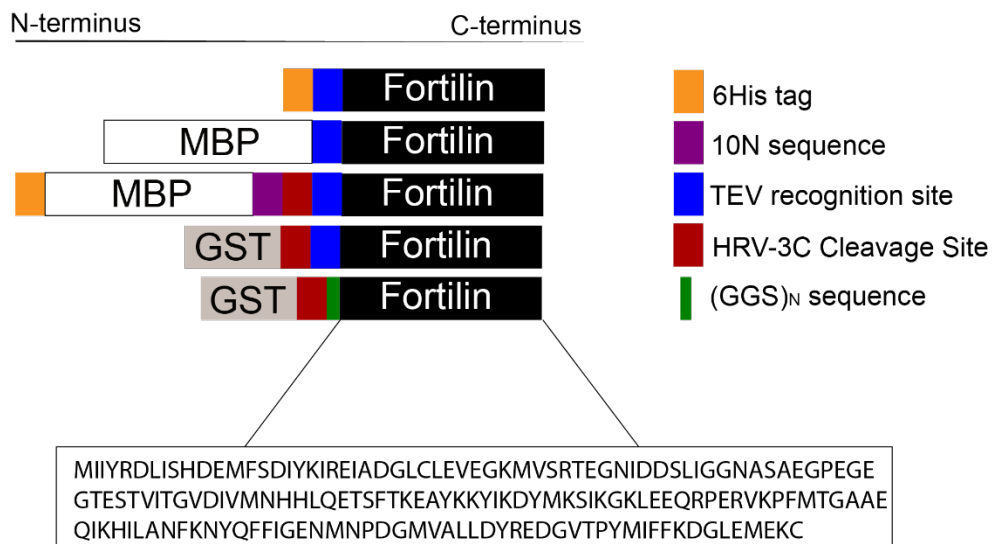 N-terminus C-terminus
Fortilin
MBP Fortilin
MBP Fortilin
GST Fortilin
GST Fortilin
6His tag
10N sequence
TEV recognition site
HRV-3C Cleavage Site
(GGS)N sequence
MIIYRDLISHDEMFSDIYKIREIADGLCLEVEGKMVSRTEGNIDDSLIGGNASAEGPEGE
GTESTVITGVDIVMNHHLQETSFTKEAYKKYIKDYMKSIKGKLEEQRPERVKPFMTGAAE
QIKHILANFKNYQFFIGENMNPDGMVALLDYREDGVTPYMIFFKDGLEMEKC